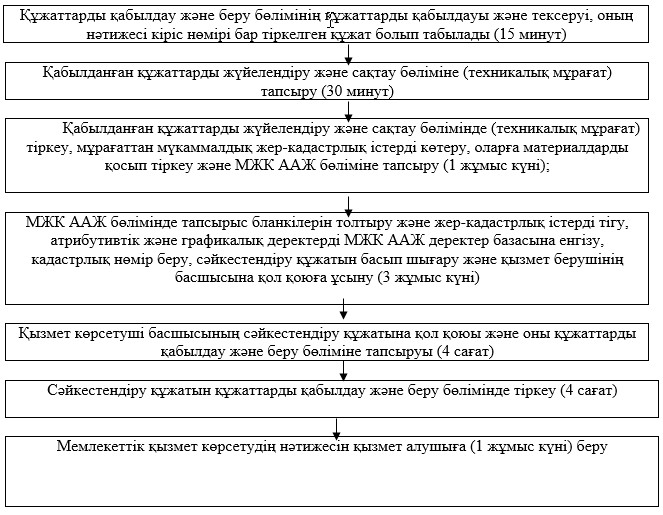 Құжаттарды қабылдау және беру бөлімінің құжаттарды қабылдауы және тексеруі, оның
нәтижесі кіріс нөмірі бар тіркелген құжат болып табылады (15 минут)
Қабылданған құжаттарды жүйелендіру және сақтау бөліміне (техникалық мұрағат)
тапсыру (30 минут)
Қабылданған құжаттарды жүйелендіру және сақтау бөлімінде (техникалық мұрағат)
тіркеу, мұрағаттан мүкаммалдық жер-кадастрлық істерді көтеру, оларға материалдарды
қосып тіркеу және МЖК ААЖ бөліміне тапсыру (1 жұмыс күні);
МЖК ААЖ бөлімінде тапсырыс бланкілерін толтыру және жер-кадастрлық істерді тігу,
атрибутивтік және графикалық деректерді МЖК ААЖ деректер базасына енгізу,
кадастрлық нөмір беру, сәйкестендіру құжатын басып шығару және қызмет берушінің
басшысына қол қоюға ұсыну (3 жұмыс күні)
Қызмет көрсетуші басшысының сәйкестендіру құжатына қол қоюы және оны құжаттарды
қабылдау және беру бөліміне тапсыруы (4 сағат)
Сәйкестендіру құжатын құжаттарды қабылдау және беру бөлімінде тіркеу (4 сағат)
Мемлекеттік қызмет көрсетудің нәтижесін қызмет алушыға (1 жұмыс күні) беру